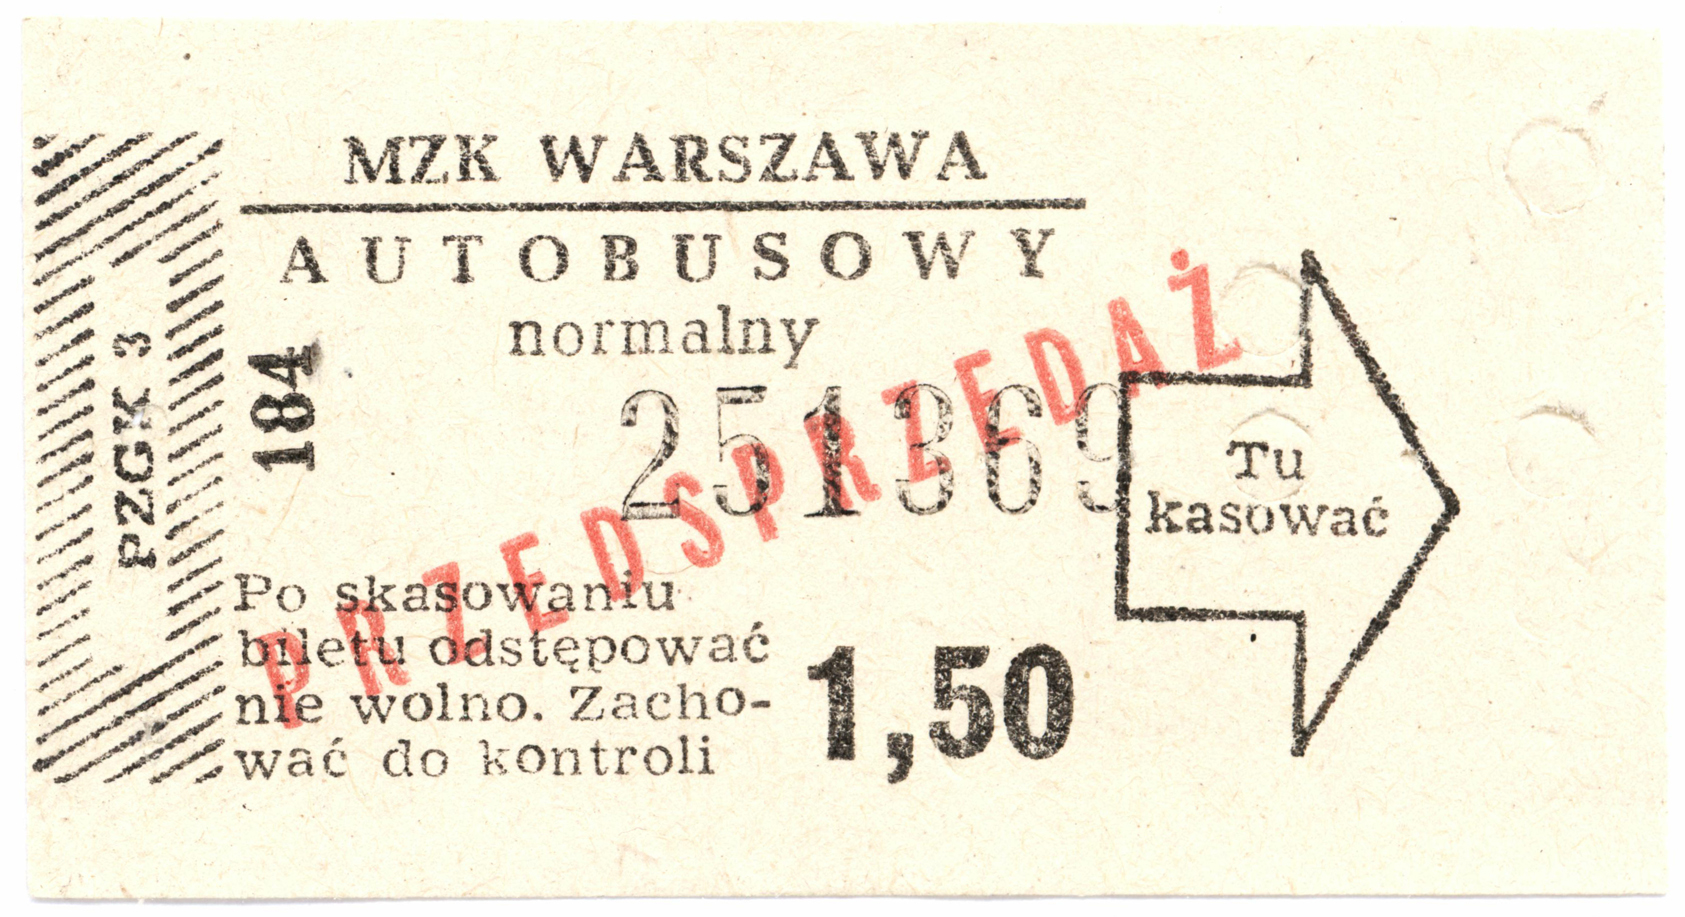 MZK WARSZAWA
AUTOBUSOWY
normalny
PZGK 3
184
251369
PRZEDSPRZEDAŻ
Tu
kasować
Po skasowaniu
biletu odstępować
nie wolno. Zacho-
wać do kontroli
1,50